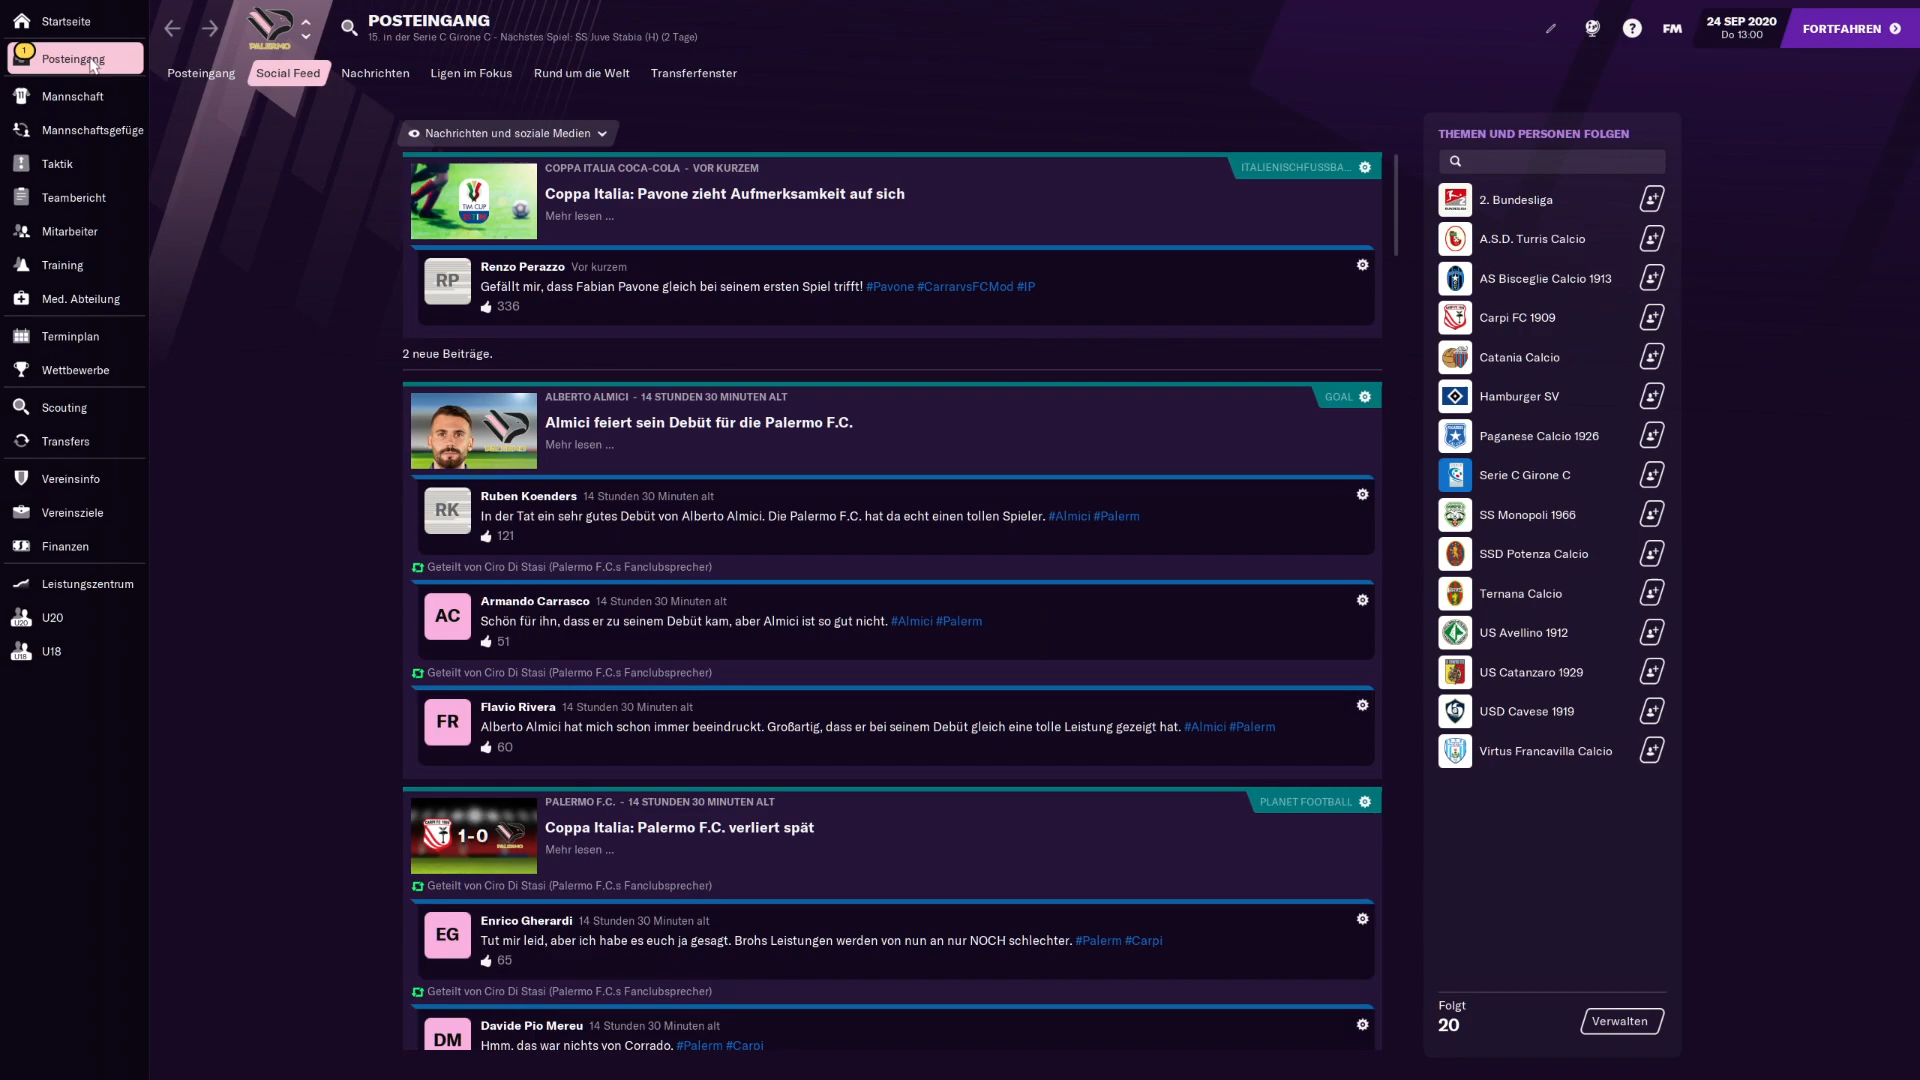 Startseite
1
Posteingang
Mannschaft
Mannschaftsgefüge
Taktik
Teambericht
Mitarbeiter
Training
Med. Abteilung
Terminplan
Wettbewerbe
Scouting
Transfers
Vereinsinfo
Vereinsziele
Finanzen
Leistungszentrum
U20
U20
U18
U18
PALERMO
POSTEINGANG
15. in der Serie C Girone C - Nächstes Spiel: SS Juve Stabia (H) (2 Tage)
?
FM
24 SEP 2020
Do 13:00
FORTFAHREN
Posteingang
Social Feed
Nachrichten
Ligen im Fokus
Rund um die Welt
Transferfenster
Nachrichten und soziale Medien
TIM CUP
COPPA ITALIA COCA-COLA - VOR KURZEM
ITALIENISCHFUSSBA...
Coppa Italia: Pavone zieht Aufmerksamkeit auf sich
Mehr lesen ...
RP
Renzo Perazzo Vor kurzem
Gefällt mir, dass Fabian Pavone gleich bei seinem ersten Spiel trifft! #Pavone #CarrarvsFCMod #IP
336
2 neue Beiträge.
PALERMO
ALBERTO ALMICI - 14 STUNDEN 30 MINUTEN ALT
GOAL
Almici feiert sein Debüt für die Palermo F.C.
Mehr lesen ...
RK
Ruben Koenders 14 Stunden 30 Minuten alt
In der Tat ein sehr gutes Debüt von Alberto Almici. Die Palermo F.C. hat da echt einen tollen Spieler. #Almici #Palerm
121
Geteilt von Ciro Di Stasi (Palermo F.C.s Fanclubsprecher)
AC
Armando Carrasco 14 Stunden 30 Minuten alt
Schön für ihn, dass er zu seinem Debüt kam, aber Almici ist so gut nicht. #Almici #Palerm
51
Geteilt von Ciro Di Stasi (Palermo F.C.s Fanclubsprecher)
FR
Flavio Rivera 14 Stunden 30 Minuten alt
Alberto Almici hat mich schon immer beeindruckt. Großartig, dass er bei seinem Debüt gleich eine tolle Leistung gezeigt hat. #Almici #Palerm
60
1-0
PALERMO
PALERMO F.C. - 14 STUNDEN 30 MINUTEN ALT
PLANET FOOTBALL
Coppa Italia: Palermo F.C. verliert spät
Mehr lesen ...
Geteilt von Ciro Di Stasi (Palermo F.C.s Fanclubsprecher)
EG
Enrico Gherardi 14 Stunden 30 Minuten alt
Tut mir leid, aber ich habe es euch ja gesagt. Brohs Leistungen werden von nun an nur NOCH schlechter. #Palerm #Carpi
65
Geteilt von Ciro Di Stasi (Palermo F.C.s Fanclubsprecher)
DM
Davide Pio Mereu 14 Stunden 30 Minuten alt
Hmm, das war nichts von Corrado. #Palerm #Carpi
THEMEN UND PERSONEN FOLGEN
2. Bundesliga
A.S.D. Turris Calcio
AS Bisceglie Calcio 1913
Carpi FC 1909
Catania Calcio
Hamburger SV
Paganese Calcio 1926
Serie C Girone C
SS Monopoli 1966
SSD Potenza Calcio
Ternana Calcio
US Avellino 1912
US Catanzaro 1929
USD Cavese 1919
Virtus Francavilla Calcio
Folgt
20
Verwalten